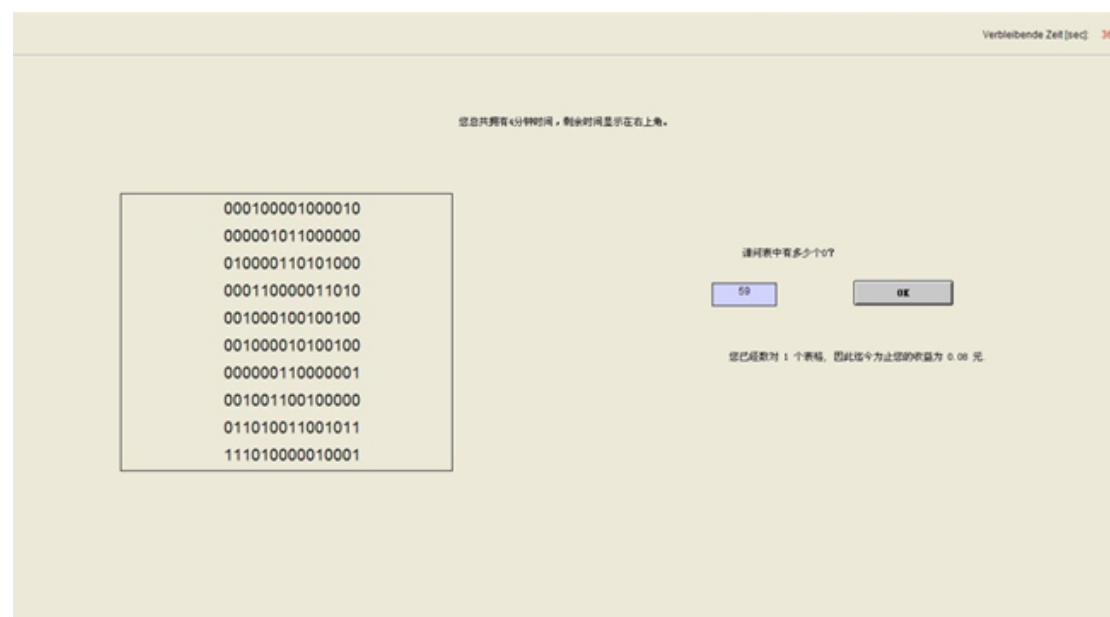 Verbleibende Zeit [sec]: 36
您总共拥有4分钟时间，剩余时间显示在右上角。
000100001000010
000001011000000
010000110101000
000110000011010
001000100100100
001000010100100
000000110000001
001001100100000
011010011001011
111010000010001
请问表中有多少个0?
59
OK
您已经数对 1 个表格, 因此迄今为止您的收益为 0.08 元.